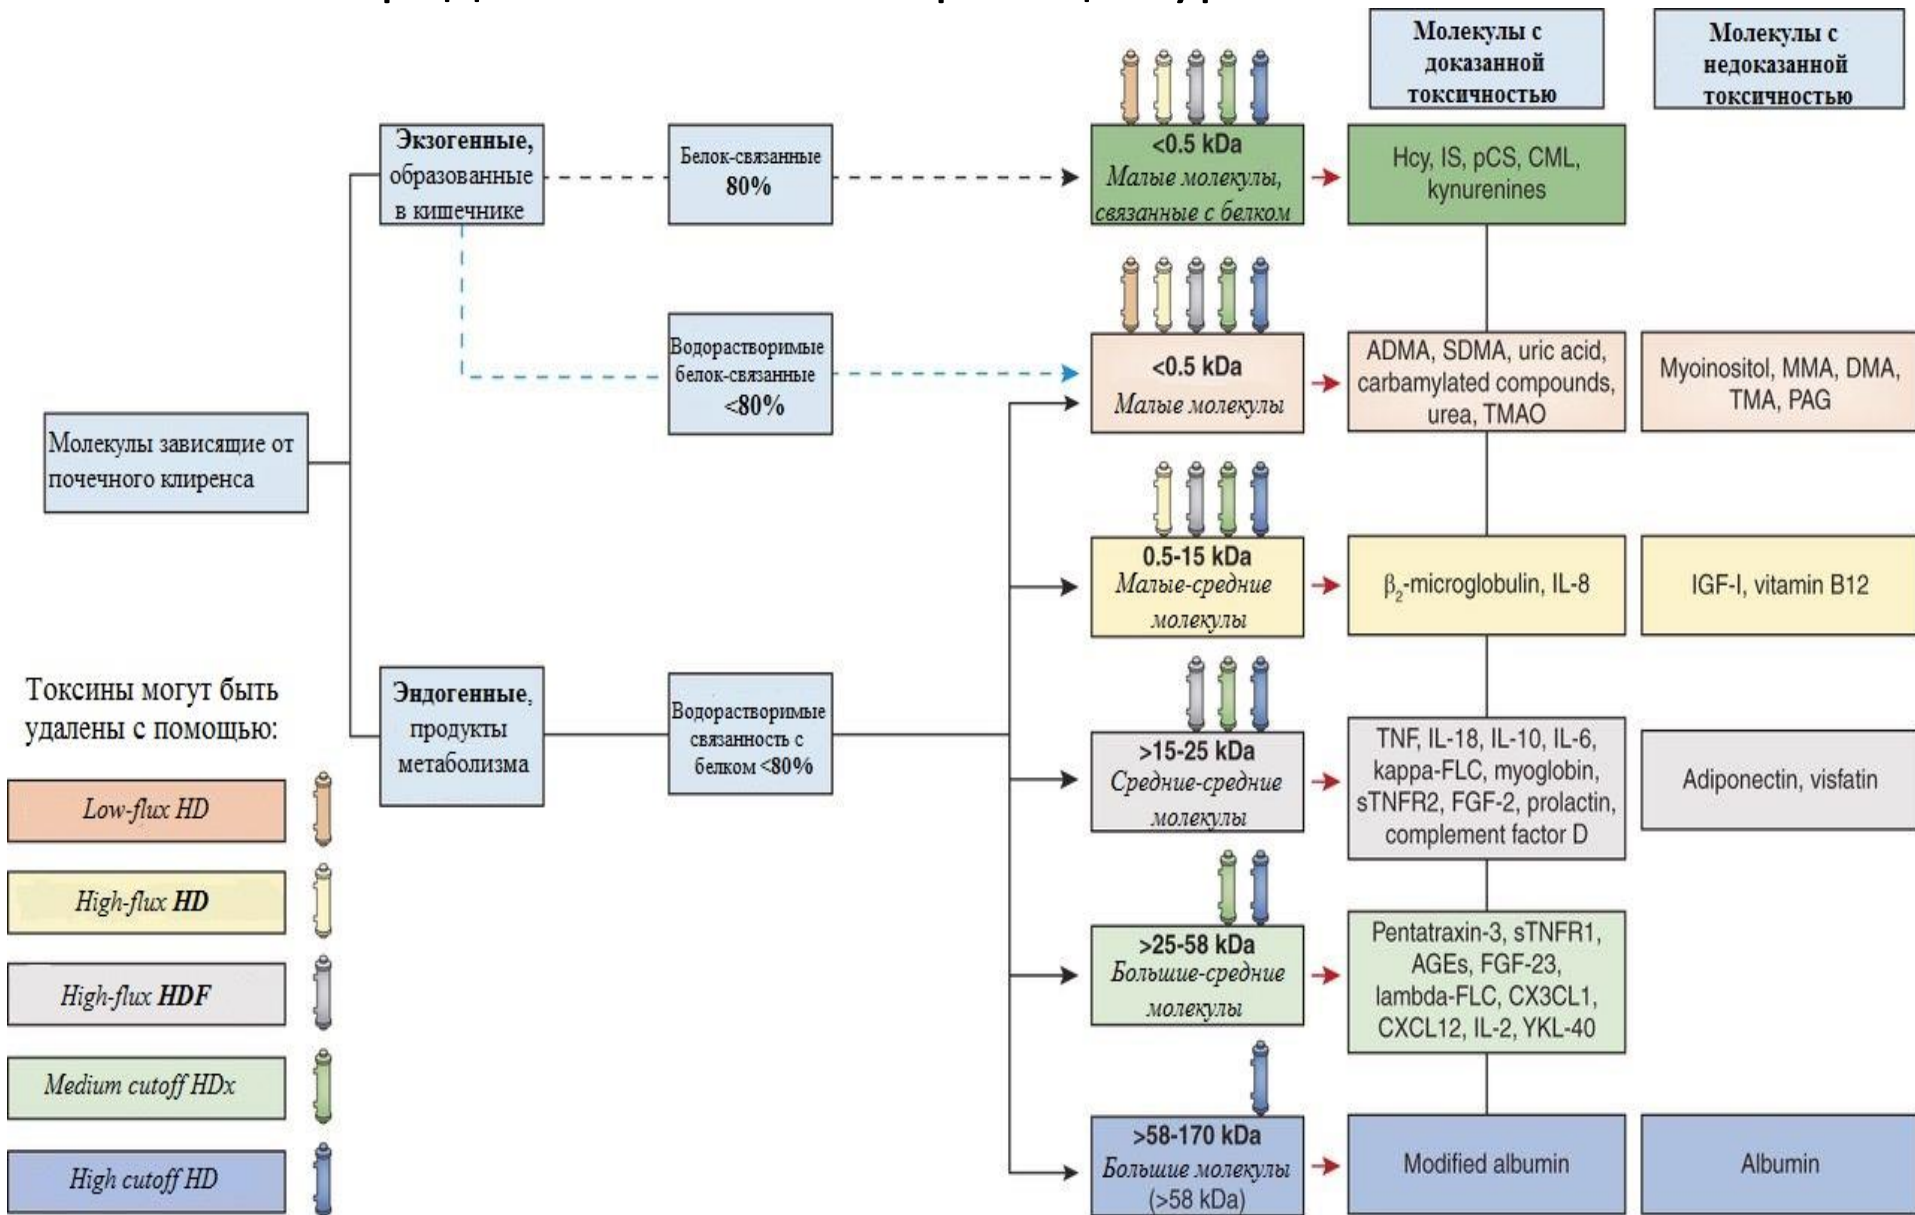 Молекулы с
доказанной
токсичностью
Молекулы с
недоказанной
токсичностью
Экзогенные,
образованные
в кишечнике
Белок-связанные
80%
<0.5 kDa
Малые молекулы,
связанные с белком
Hcy, IS, pCS, CML,
kynurenines
Водорастворимые
белок-связанные
<80%
<0.5 kDa
Малые молекулы
ADMA, SDMA, uric acid,
carbamylated compounds,
urea, TMAO
Myoinositol, MMA, DMA,
TMA, PAG
Молекулы зависящие от
почечного клиренса
0.5-15 kDa
Малые-средние
молекулы
β₂-microglobulin, IL-8
IGF-I, vitamin B12
Эндогенные,
продукты
метаболизма
Водорастворимые
связанность с
белком <80%
>15-25 kDa
Средние-средние
молекулы
TNF, IL-18, IL-10, IL-6,
kappa-FLC, myoglobin,
sTNFR2, FGF-2, prolactin,
complement factor D
Adiponectin, visfatin
>25-58 kDa
Большие-средние
молекулы
Pentatraxin-3, sTNFR1,
AGEs, FGF-23,
lambda-FLC, CX3CL1,
CXCL12, IL-2, YKL-40
>58-170 kDa
Большие молекулы
(>58 kDa)
Modified albumin
Albumin
Токсины могут быть
удалены с помощью:
Low-flux HD
High-flux HD
High-flux HDF
Medium cutoff HDx
High cutoff HD